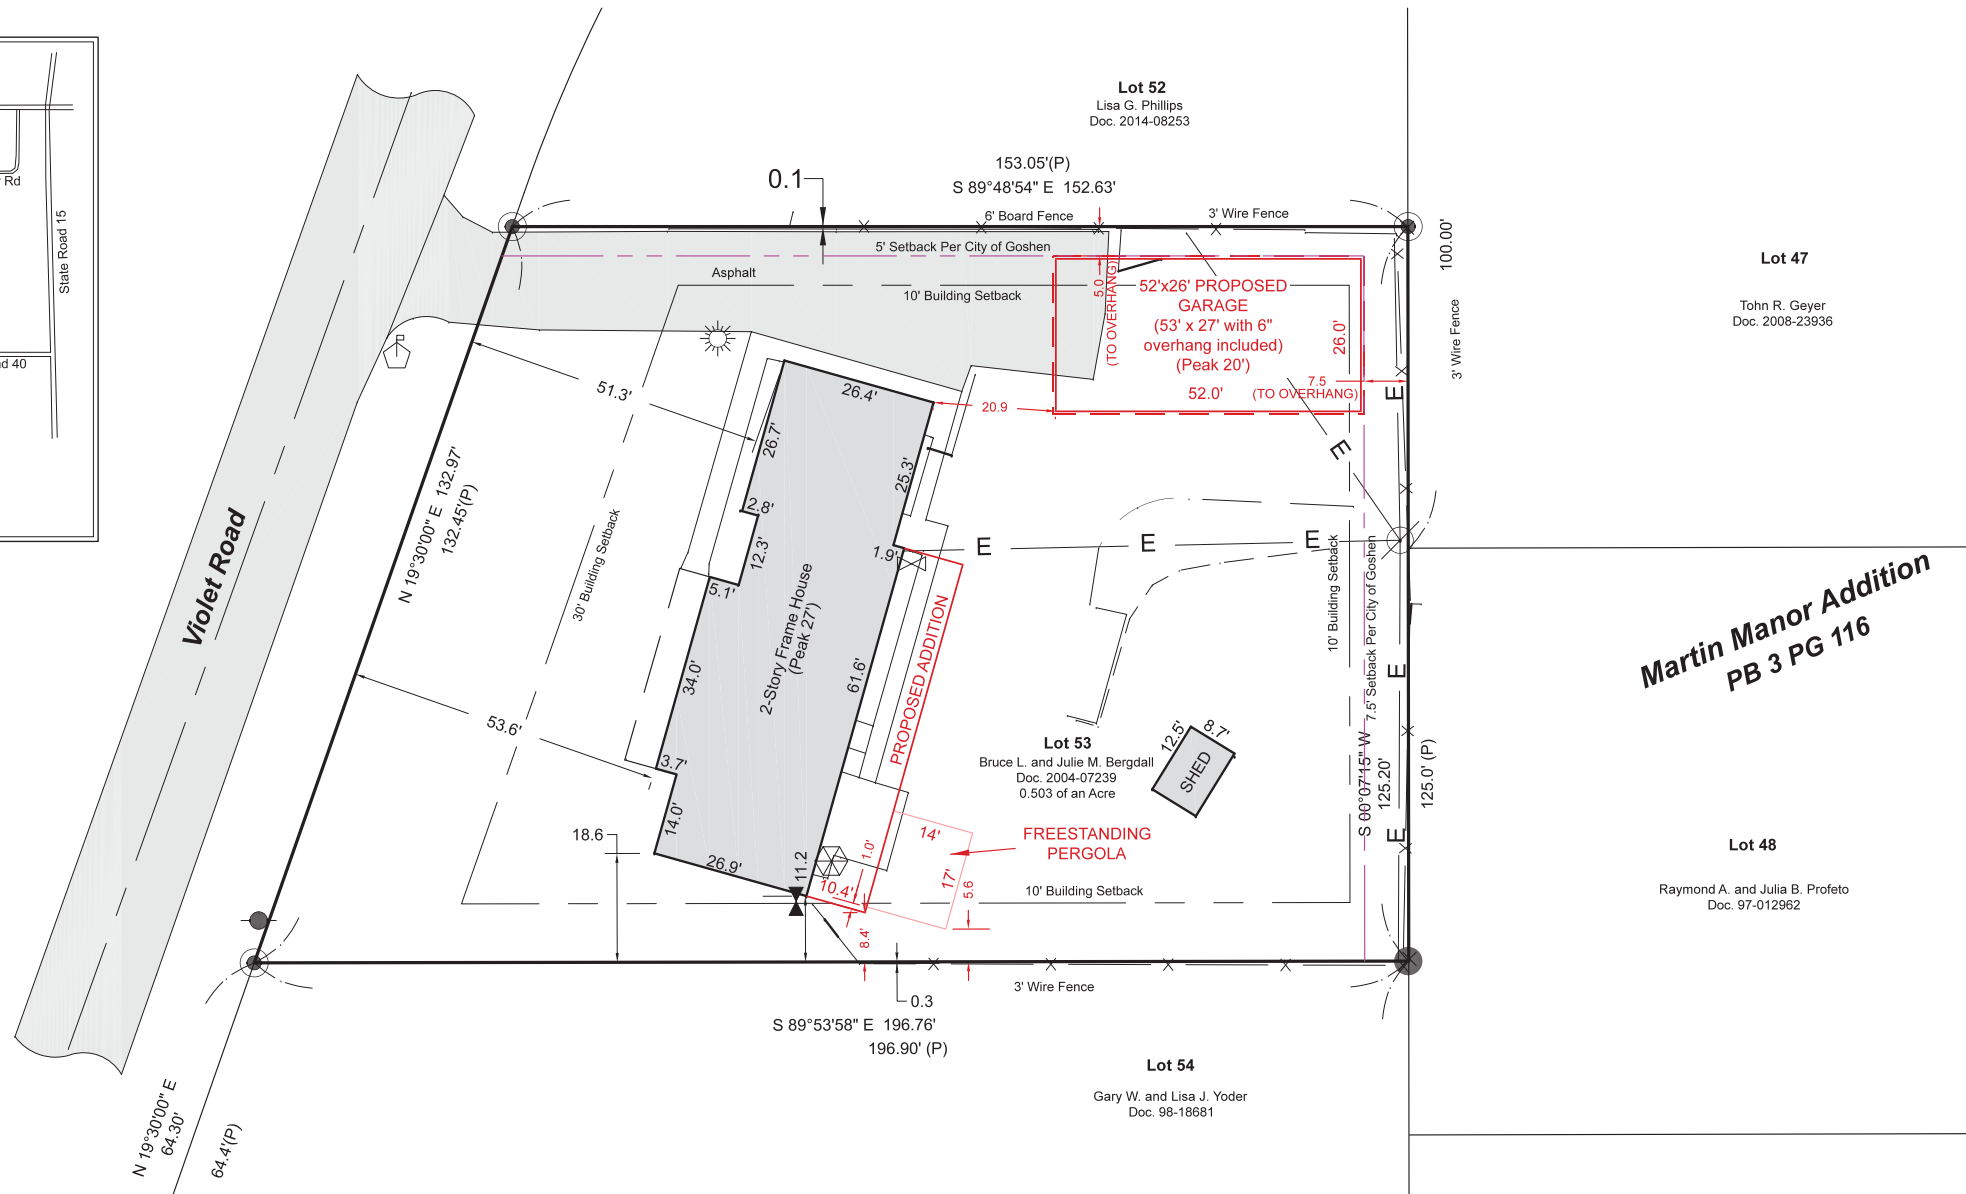 Rd
State Road 15
d 40
Violet Road
Lot 52
Lisa G. Phillips
Doc. 2014-08253
153.05'(P)
S 89°48'54" E 152.63'
0.1
6' Board Fence
3' Wire Fence
5' Setback Per City of Goshen
Asphalt
10' Building Setback
100.00'
3' Wire Fence
Lot 47
Tohn R. Geyer
Doc. 2008-23936
52'x26' PROPOSED
GARAGE
(53' x 27' with 6"
overhang included)
(Peak 20')
52.0'
26.0'
5.0
(TO OVERHANG)
7.5
(TO OVERHANG)
20.9
51.3'
26.4'
26.7'
25.3'
2.8'
12.3'
1.9'
5.1'
N 19°30'00" E 132.97'
132.45'(P)
30' Building Setback
2-Story Frame House
(Peak 27')
34.0'
61.6'
PROPOSED ADDITION
53.6'
3.7'
14.0'
26.9'
18.6
11.2
10.4'
1.0'
8.4'
5.6
14'
17'
FREESTANDING
PERGOLA
E
E
E
E
E
E
E
10' Building Setback
7.5' Setback Per City of Goshen
S 00°07'15" W
125.20'
125.0' (P)
Lot 53
Bruce L. and Julie M. Bergdall
Doc. 2004-07239
0.503 of an Acre
12.5'
8.7'
SHED
10' Building Setback
3' Wire Fence
0.3
S 89°53'58" E 196.76'
196.90' (P)
Martin Manor Addition
PB 3 PG 116
Lot 48
Raymond A. and Julia B. Profeto
Doc. 97-012962
Lot 54
Gary W. and Lisa J. Yoder
Doc. 98-18681
N 19°30'00" E
64.30'
64.4'(P)